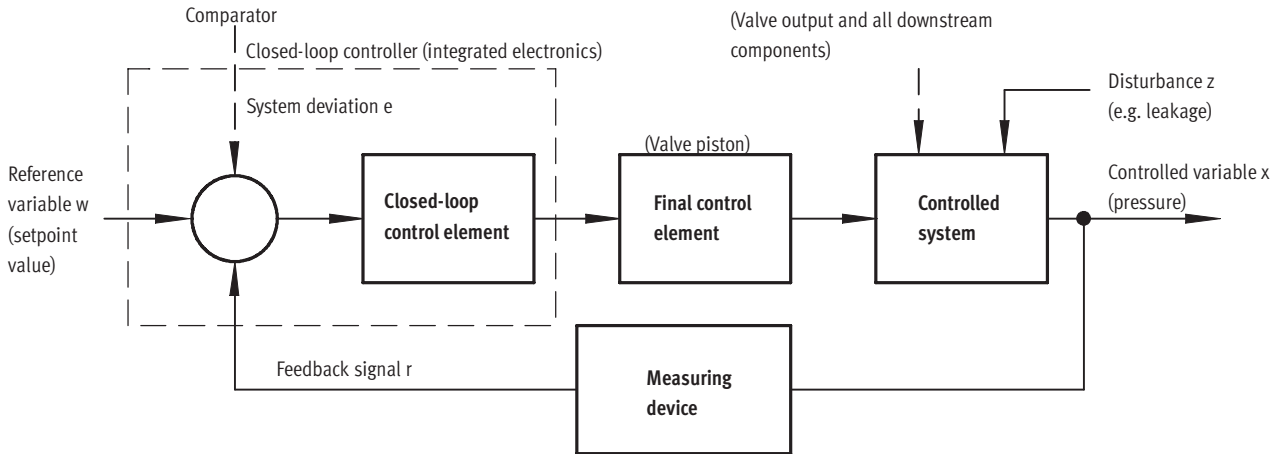 Comparator
Closed-loop controller (integrated electronics)
System deviation e
Reference
variable w
(setpoint
value)
Closed-loop
control element
(Valve piston)
Final control
element
(Valve output and all downstream
components)
Controlled
system
Disturbance z
(e.g. leakage)
Controlled variable x
(pressure)
Feedback signal r
Measuring
device